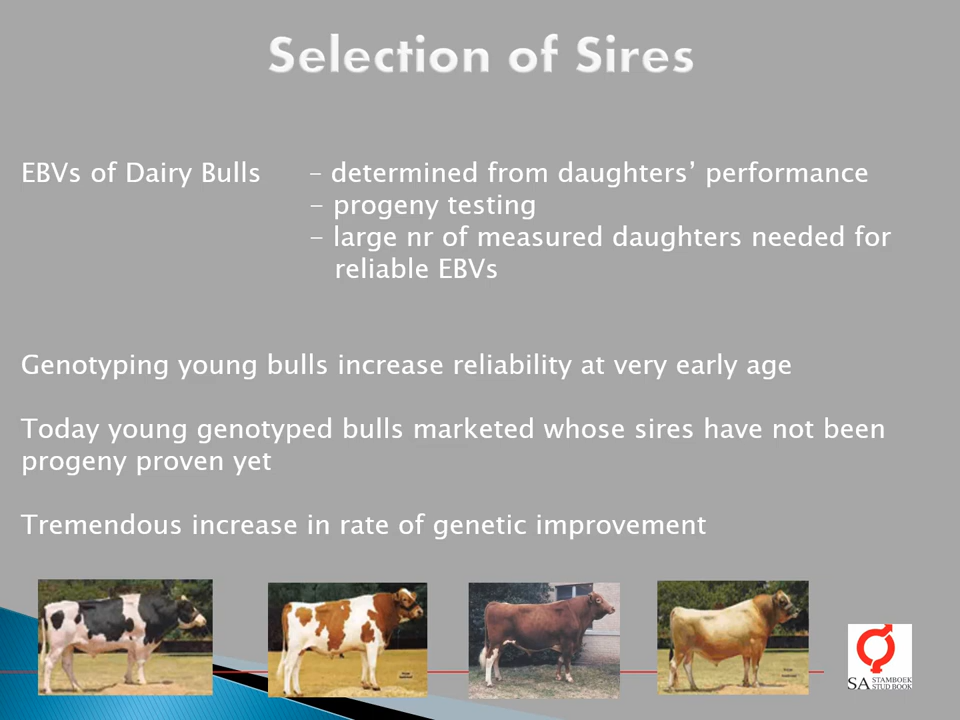 Selection of Sires
EBVs of Dairy Bulls – determined from daughters’ performance
- progeny testing
- large nr of measured daughters needed for
reliable EBVs
Genotyping young bulls increase reliability at very early age
Today young genotyped bulls marketed whose sires have not been
progeny proven yet
Tremendous increase in rate of genetic improvement
SA STAMBOEK
STUD BOOK